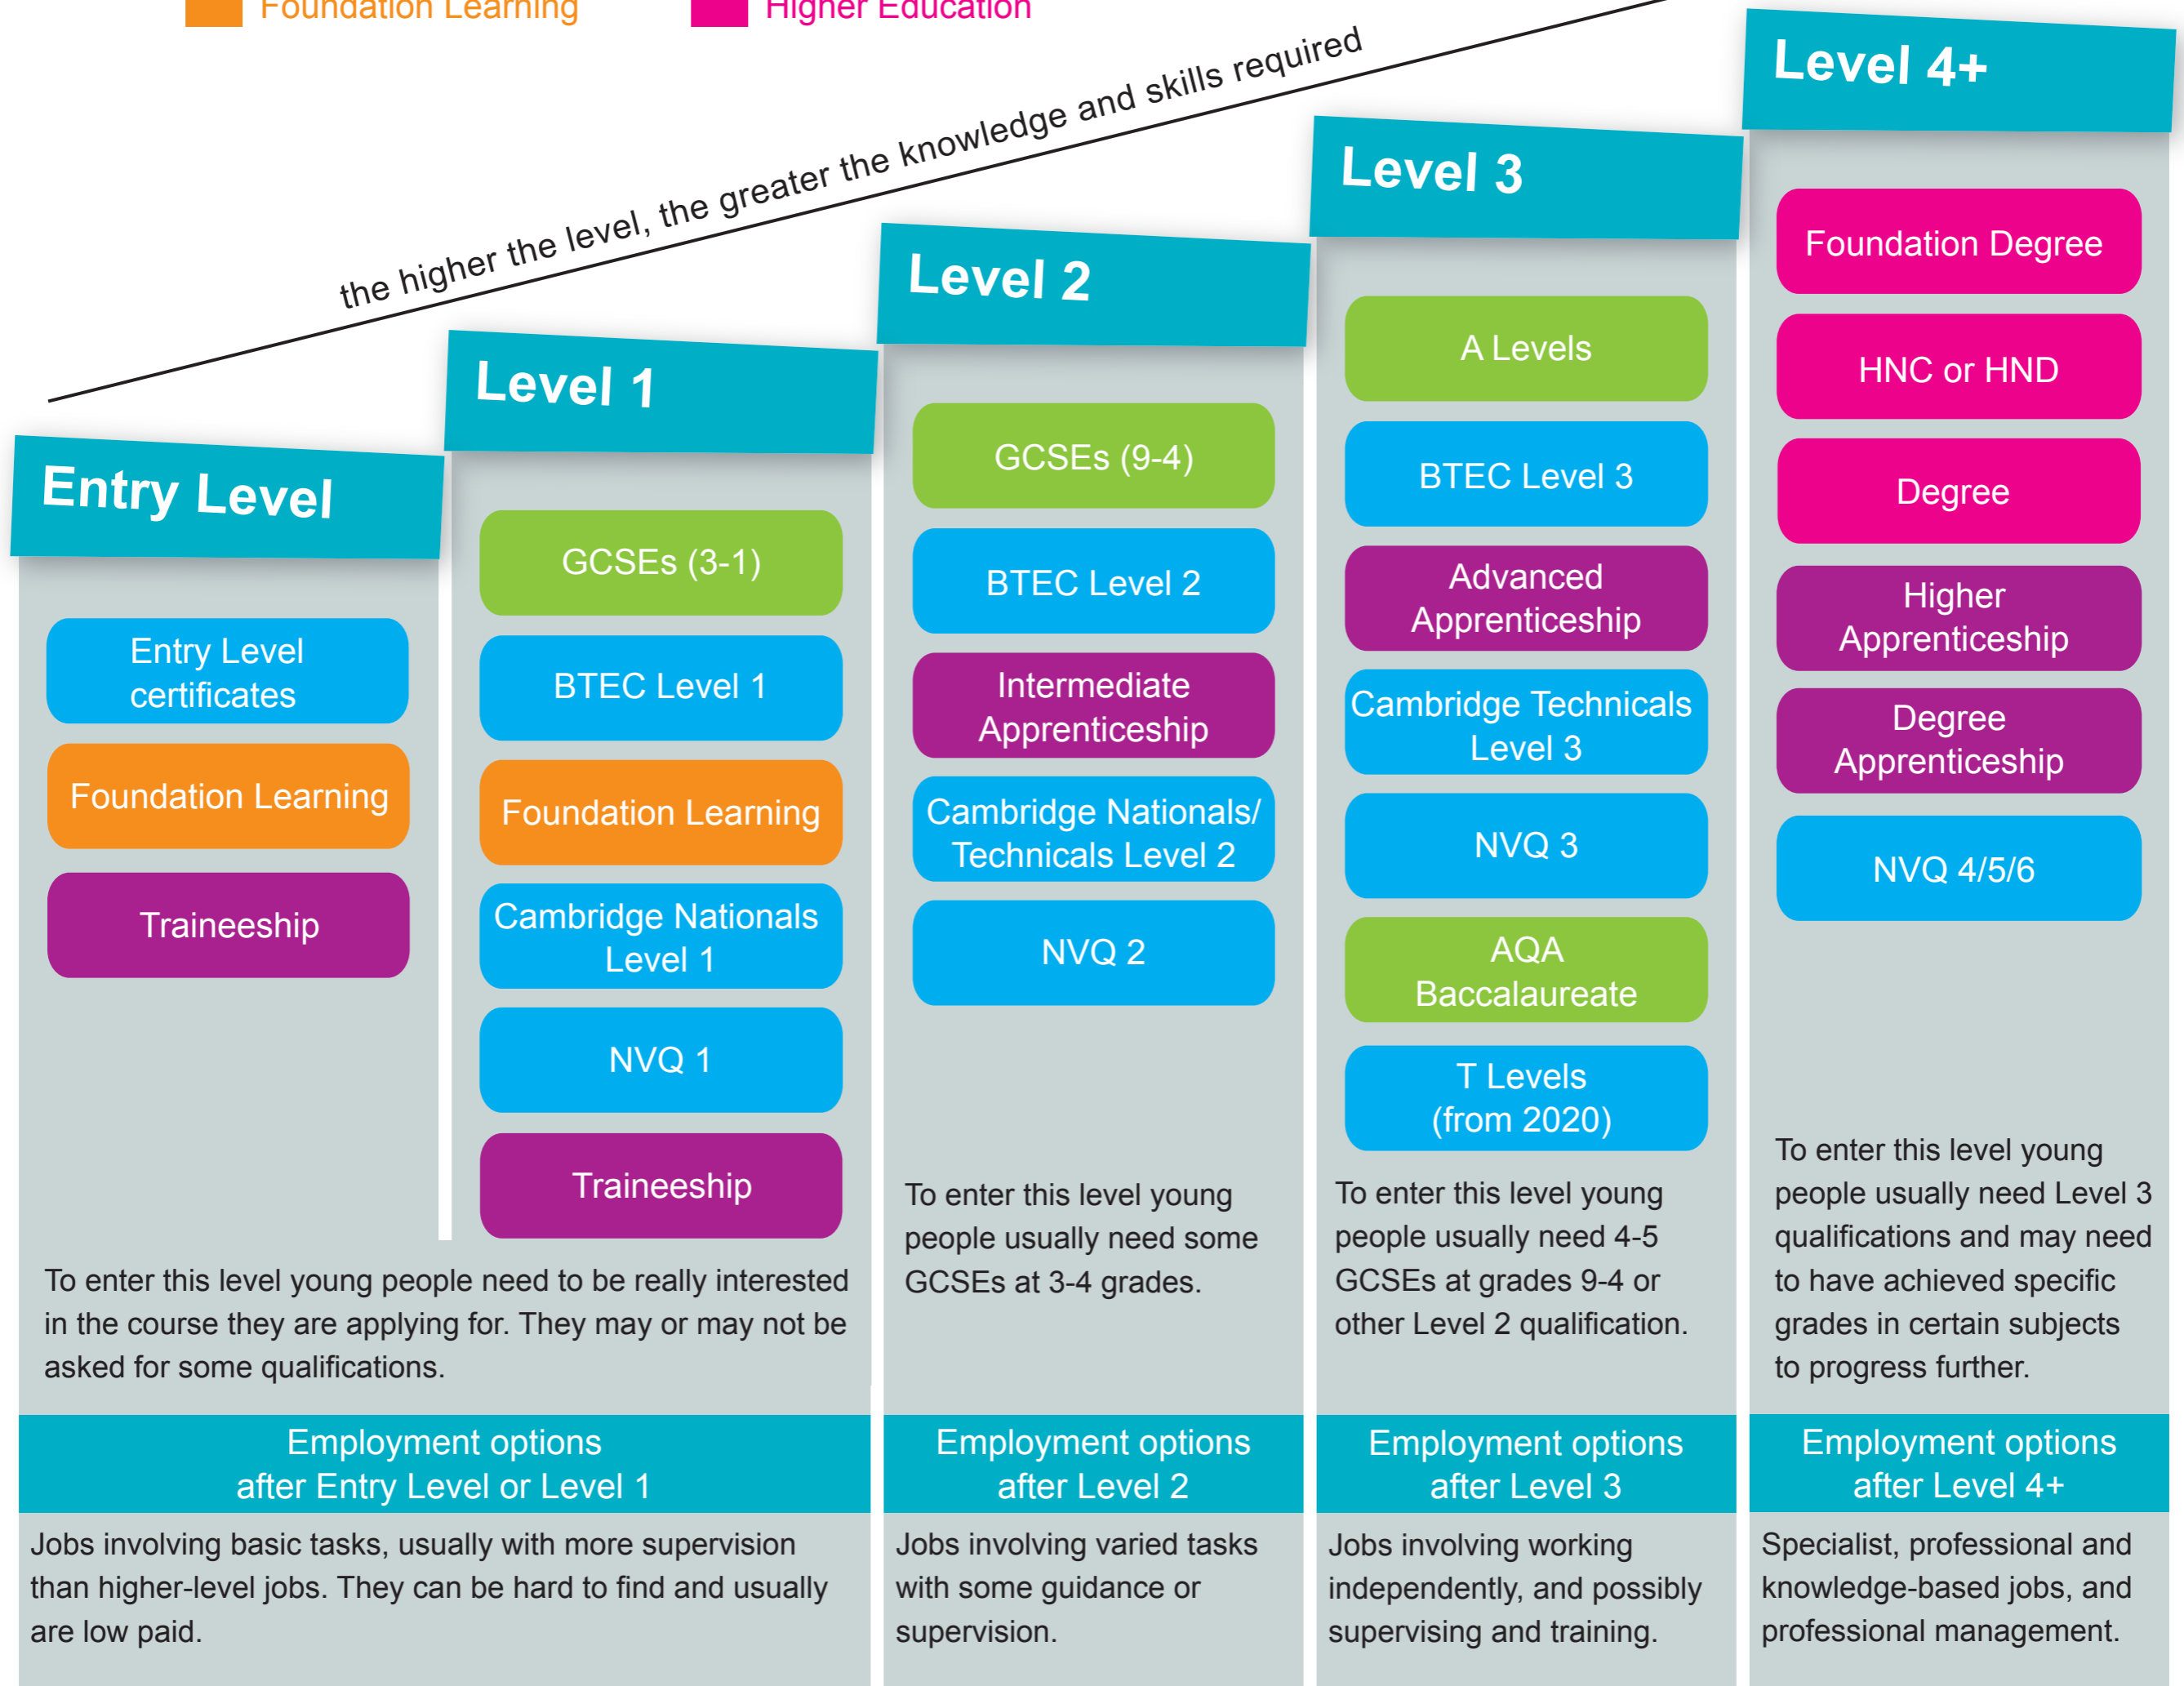 Foundation Learning
Higher Education
the higher the level, the greater the knowledge and skills required
Entry Level
Entry Level
certificates
Foundation Learning
Traineeship
Level 1
GCSEs (3-1)
BTEC Level 1
Foundation Learning
Cambridge Nationals
Level 1
NVQ 1
Traineeship
To enter this level young people need to be really interested
in the course they are applying for. They may or may not be
asked for some qualifications.
Employment options
after Entry Level or Level 1
Jobs involving basic tasks, usually with more supervision
than higher-level jobs. They can be hard to find and usually
are low paid.
Level 2
GCSEs (9-4)
BTEC Level 2
Intermediate
Apprenticeship
Cambridge Nationals/
Technicals Level 2
NVQ 2
To enter this level young
people usually need some
GCSEs at 3-4 grades.
Employment options
after Level 2
Jobs involving varied tasks
with some guidance or
supervision.
Level 3
A Levels
BTEC Level 3
Advanced
Apprenticeship
Cambridge Technicals
Level 3
NVQ 3
AQA
Baccalaureate
T Levels
(from 2020)
To enter this level young
people usually need 4-5
GCSEs at grades 9-4 or
other Level 2 qualification.
Employment options
after Level 3
Jobs involving working
independently, and possibly
supervising and training.
Level 4+
Foundation Degree
HNC or HND
Degree
Higher
Apprenticeship
Degree
Apprenticeship
NVQ 4/5/6
To enter this level young
people usually need Level 3
qualifications and may need
to have achieved specific
grades in certain subjects
to progress further.
Employment options
after Level 4+
Specialist, professional and
knowledge-based jobs, and
professional management.